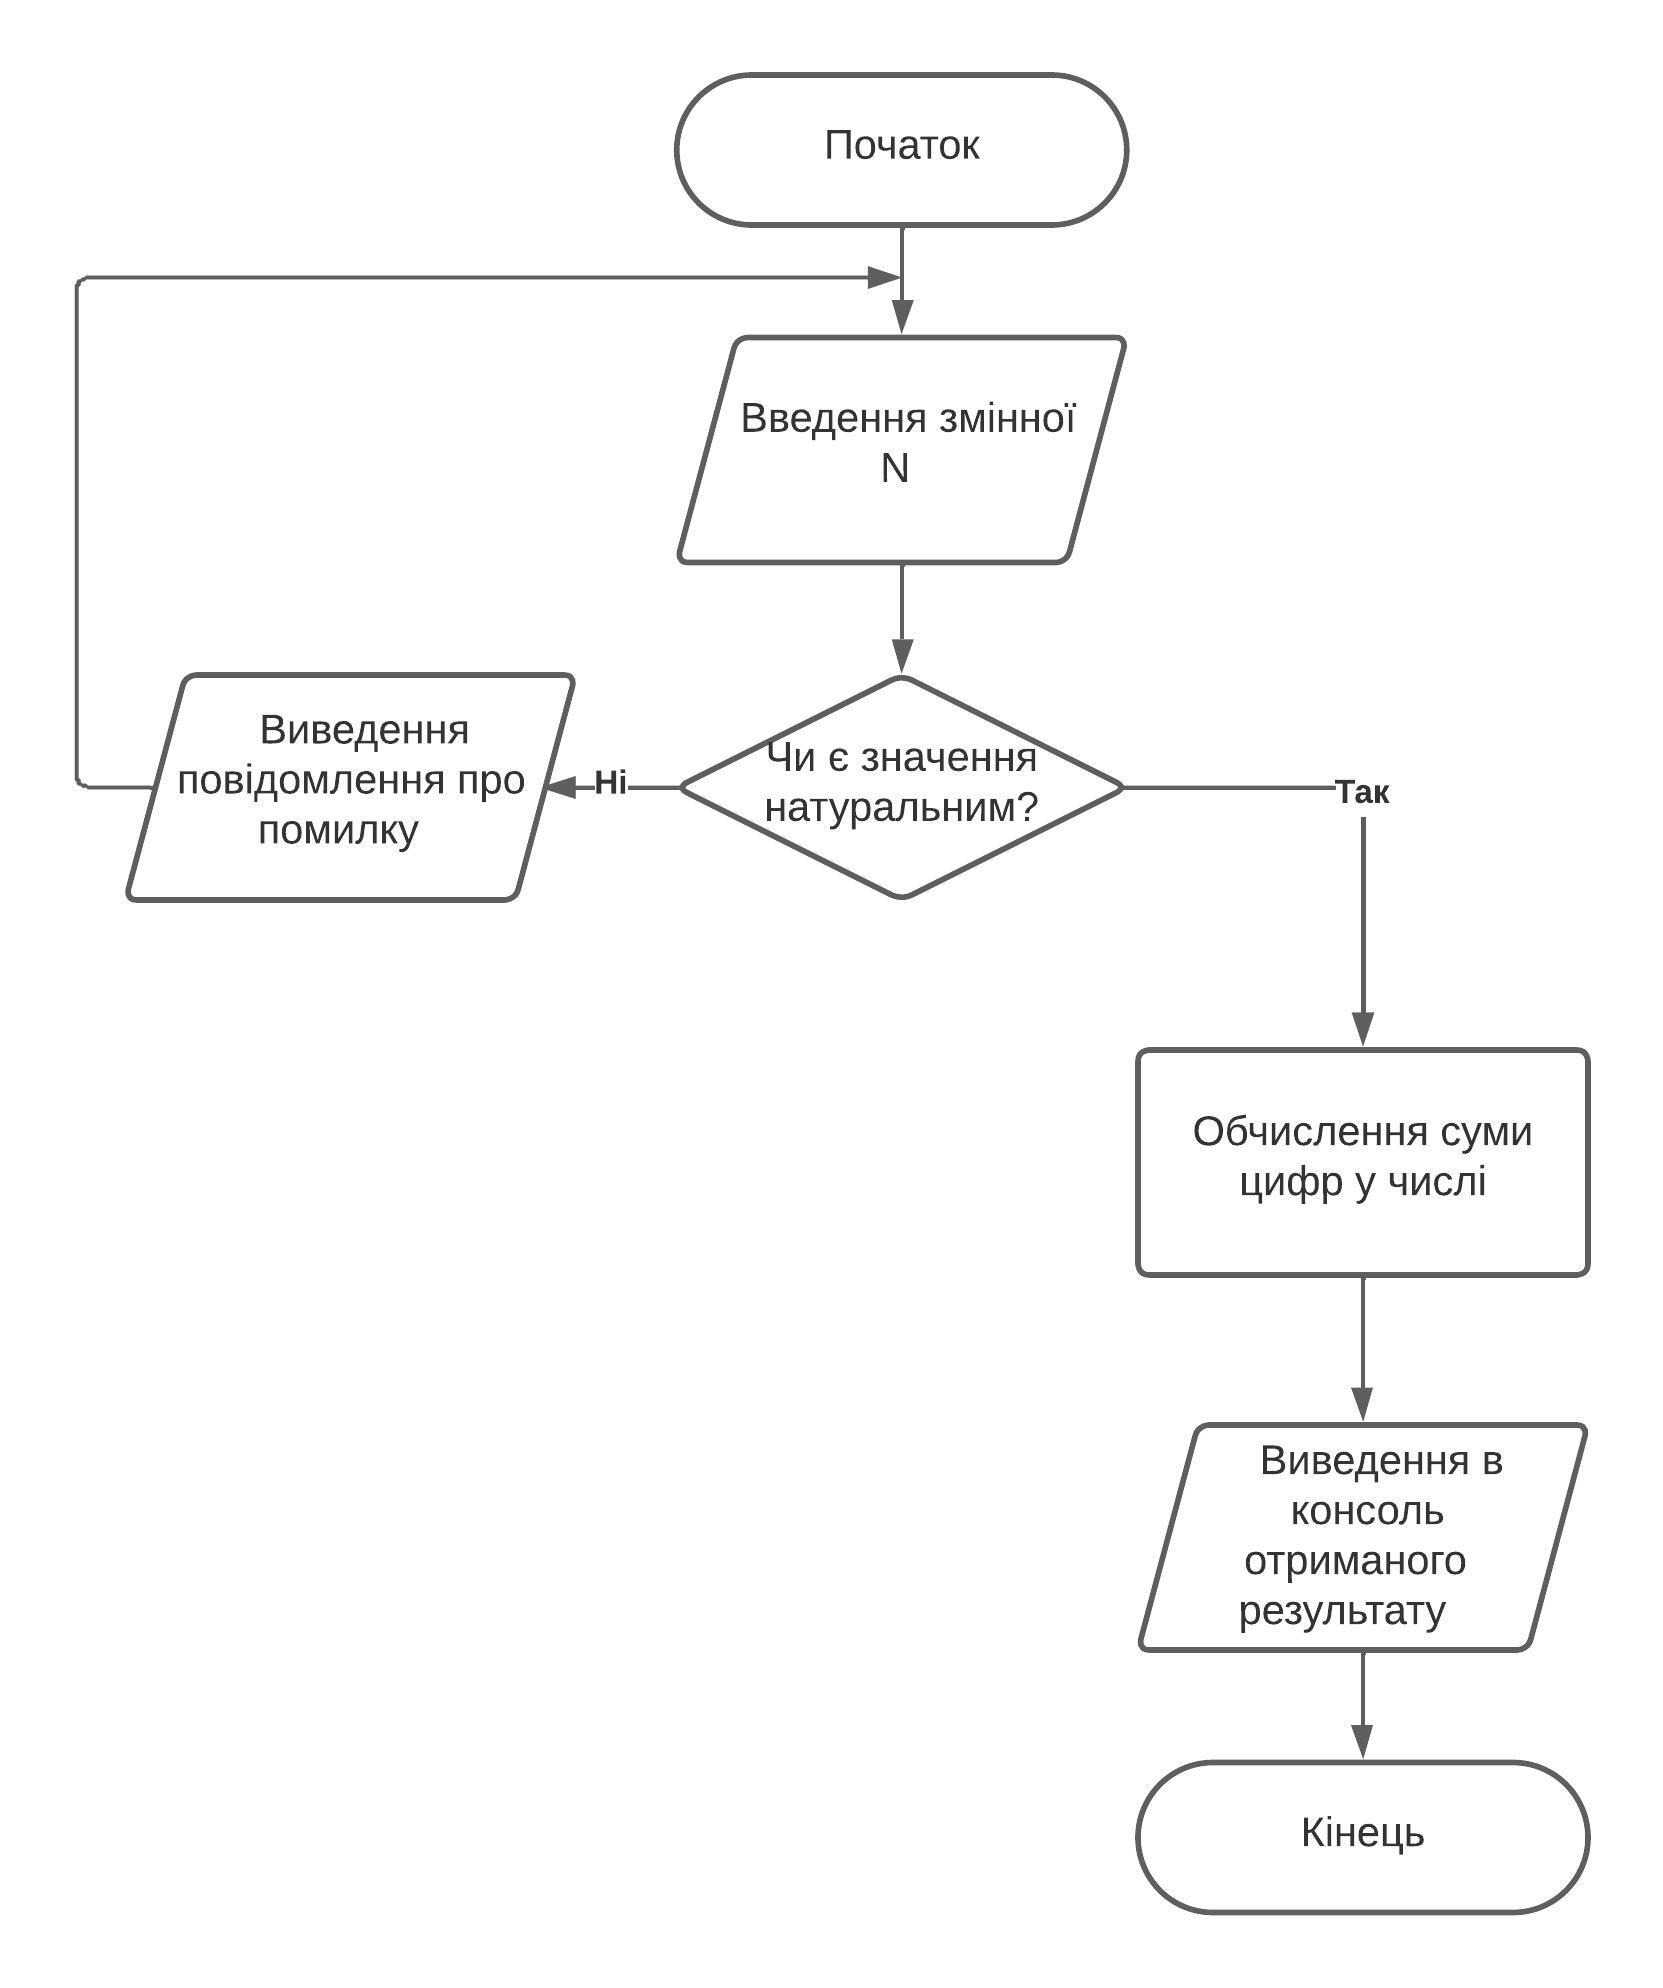 Початок
Введення змінної
N
Чи є значення
натуральним?
Ні
Виведення
повідомлення про
помилку
Так
Обчислення суми
цифр у числі
Виведення в
консоль
отриманого
результату
Кінець